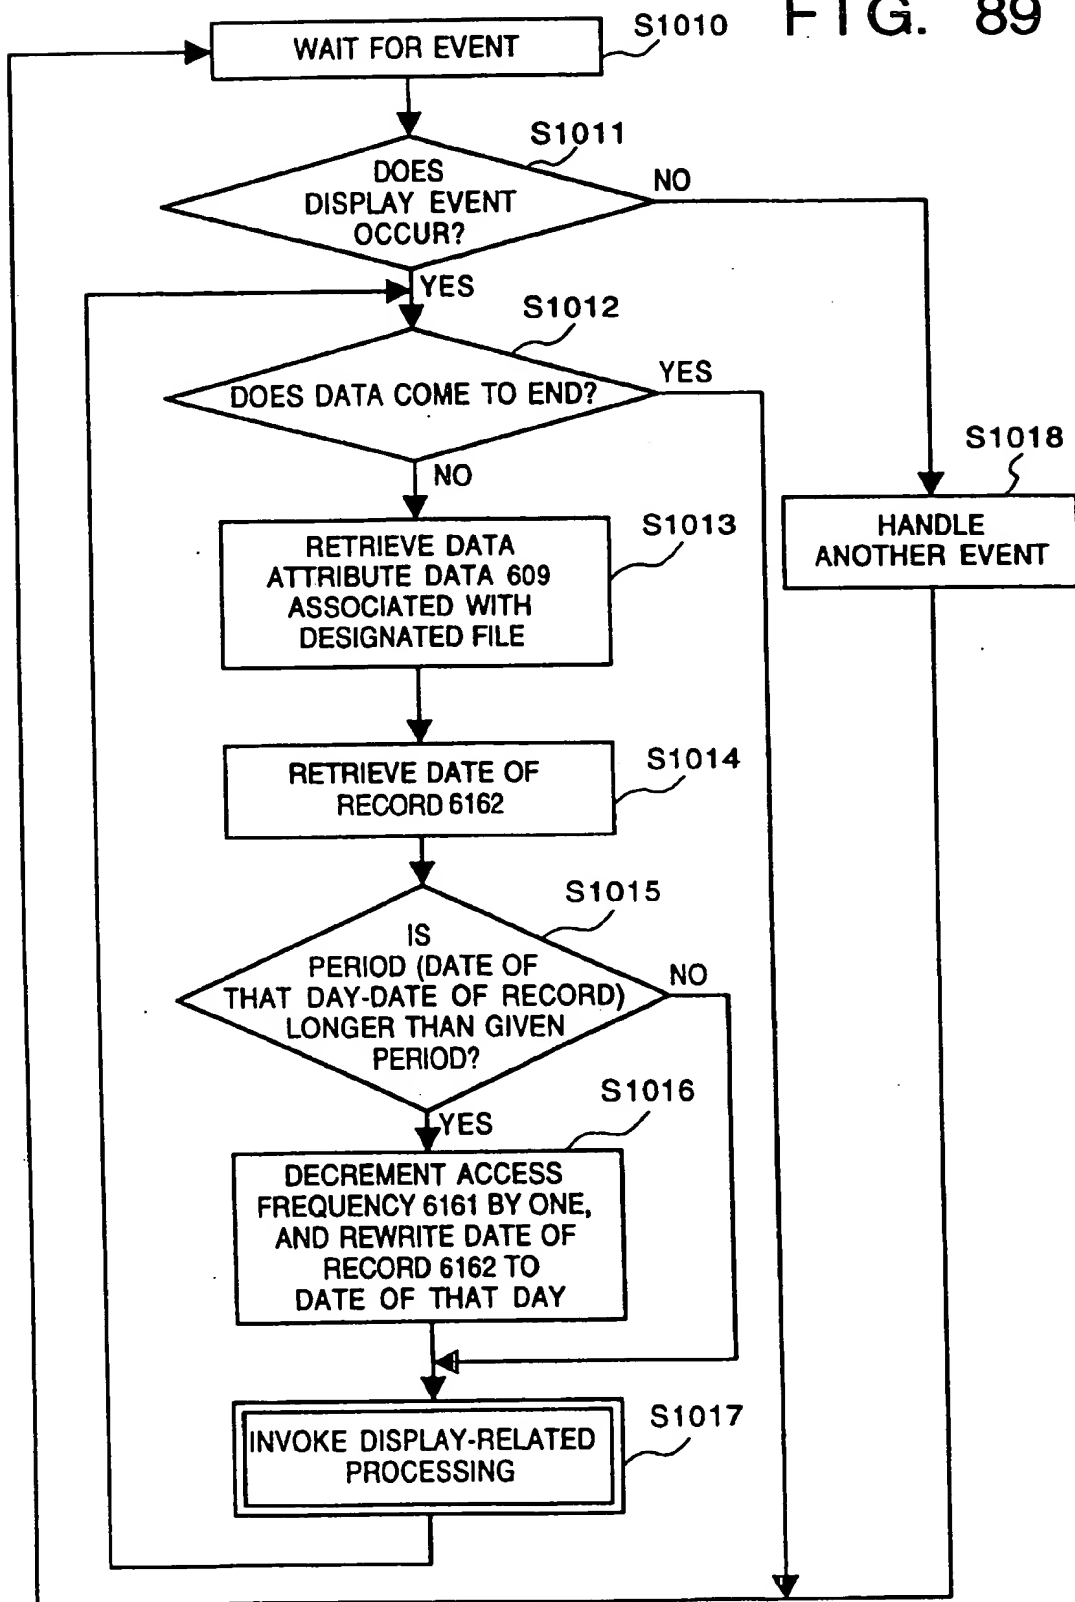 FIG. 89
S1010
WAIT FOR EVENT
S1011
DOES
DISPLAY EVENT
OCCUR?
NO
YES
S1012
DOES DATA COME TO END?
YES
NO
S1018
HANDLE
ANOTHER EVENT
S1013
RETRIEVE DATA
ATTRIBUTE DATA 609
ASSOCIATED WITH
DESIGNATED FILE
S1014
RETRIEVE DATE OF
RECORD 6162
S1015
IS
PERIOD (DATE OF
THAT DAY-DATE OF RECORD)
LONGER THAN GIVEN
PERIOD?
NO
YES
S1016
DECREMENT ACCESS
FREQUENCY 6161 BY ONE,
AND REWRITE DATE OF
RECORD 6162 TO
DATE OF THAT DAY
S1017
INVOKE DISPLAY-RELATED
PROCESSING